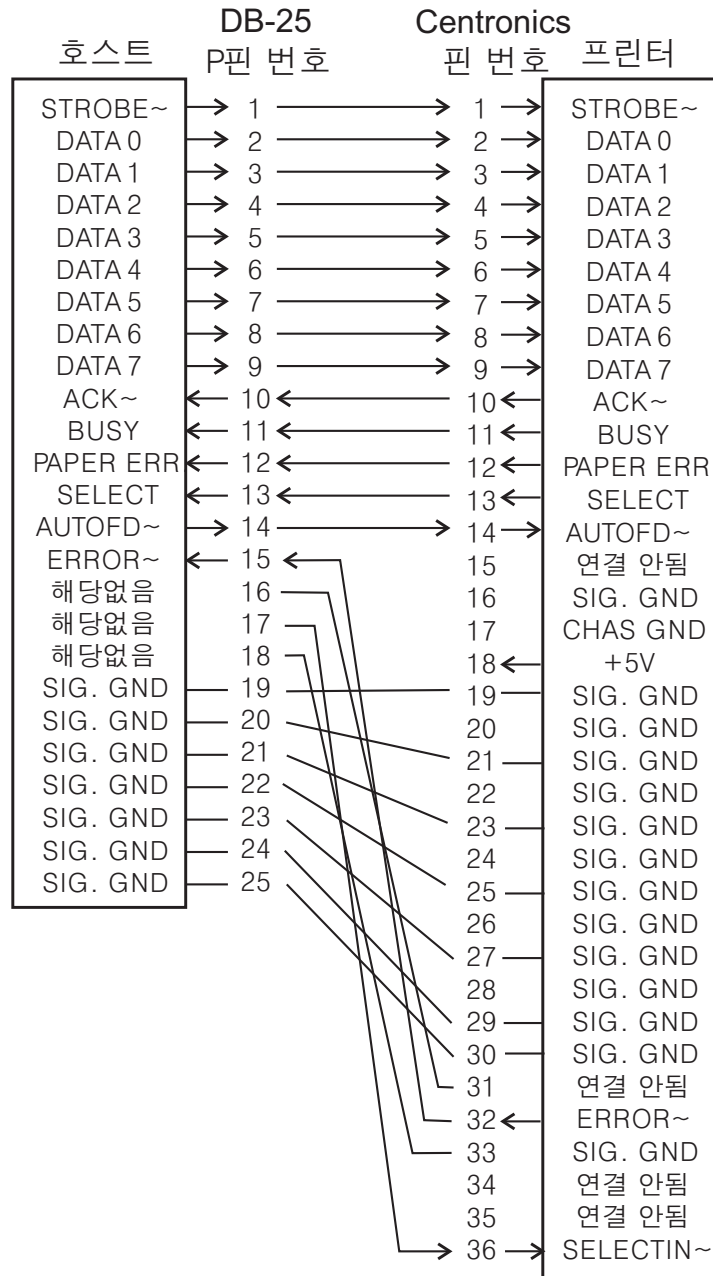 호스트 DB-25 P핀 번호 Centronics 핀 번호 프린터
STROBE~ 1 1 STROBE~
DATA 0 2 2 DATA 0
DATA 1 3 3 DATA 1
DATA 2 4 4 DATA 2
DATA 3 5 5 DATA 3
DATA 4 6 6 DATA 4
DATA 5 7 7 DATA 5
DATA 6 8 8 DATA 6
DATA 7 9 9 DATA 7
ACK~ 10 10 ACK~
BUSY 11 11 BUSY
PAPER ERR 12 12 PAPER ERR
SELECT 13 13 SELECT
AUTOFD~ 14 14 AUTOFD~
ERROR~ 15 15 연결 안됨
해당없음 16 16 SIG. GND
해당없음 17 17 CHAS GND
해당없음 18 18 +5V
SIG. GND 19 19 SIG. GND
SIG. GND 20 20 SIG. GND
SIG. GND 21 21 SIG. GND
SIG. GND 22 22 SIG. GND
SIG. GND 23 23 SIG. GND
SIG. GND 24 24 SIG. GND
SIG. GND 25 25 SIG. GND
26 SIG. GND
27 SIG. GND
28 SIG. GND
29 SIG. GND
30 SIG. GND
31 연결 안됨
32 ERROR~
33 SIG. GND
34 연결 안됨
35 연결 안됨
36 SELECTIN~